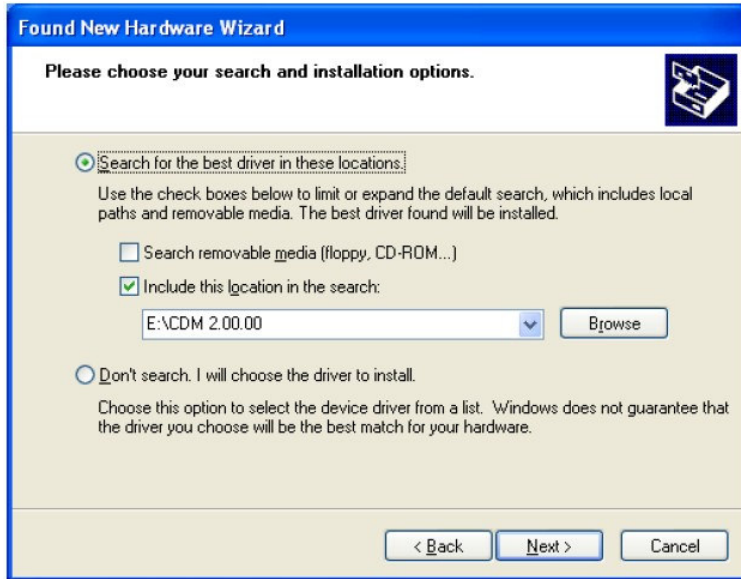 Found New Hardware Wizard
Please choose your search and installation options.
Search for the best driver in these locations.
Use the check boxes below to limit or expand the default search, which includes local
paths and removable media. The best driver found will be installed.
Search removable media (floppy, CD-ROM...)
Include this location in the search:
E:\CDM 2.00.00
Browse
Don't search. I will choose the driver to install.
Choose this option to select the device driver from a list. Windows does not guarantee that
the driver you choose will be the best match for your hardware.
< Back
Next >
Cancel